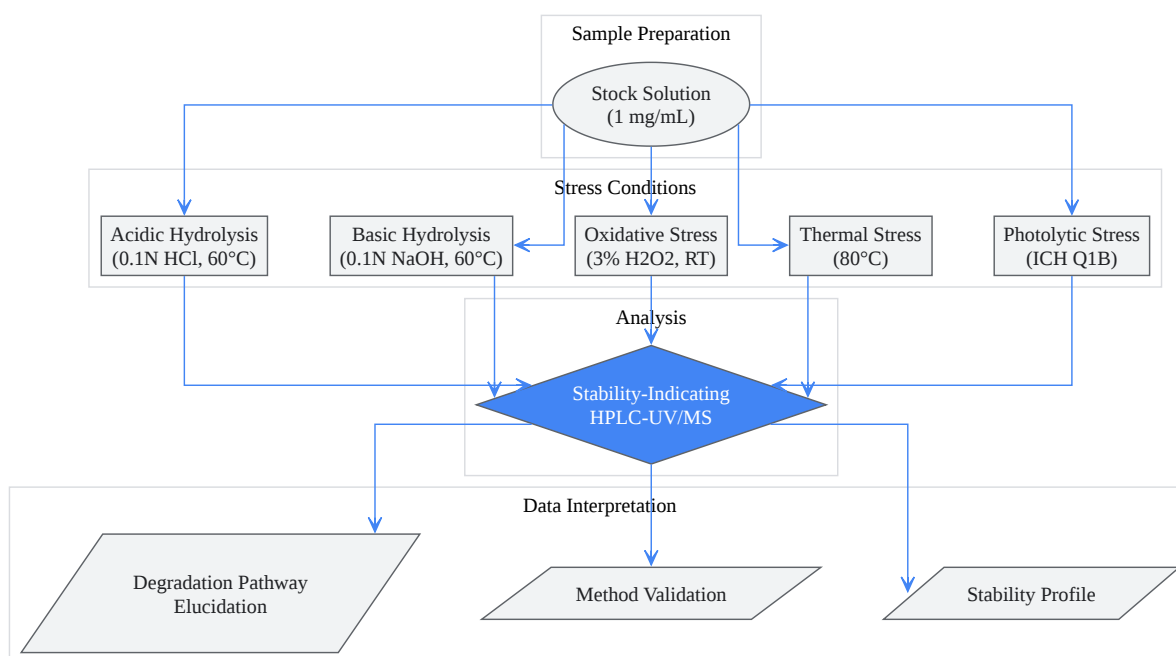 Sample Preparation
Stock Solution
(1 mg/mL)
Stress Conditions
Acidic Hydrolysis
(0.1N HCl, 60°C)
Basic Hydrolysis
(0.1N NaOH, 60°C)
Oxidative Stress
(3% H2O2, RT)
Thermal Stress
(80°C)
Photolytic Stress
(ICH Q1B)
Analysis
Stability-Indicating
HPLC-UV/MS
Data Interpretation
Degradation Pathway
Elucidation
Method Validation
Stability Profile